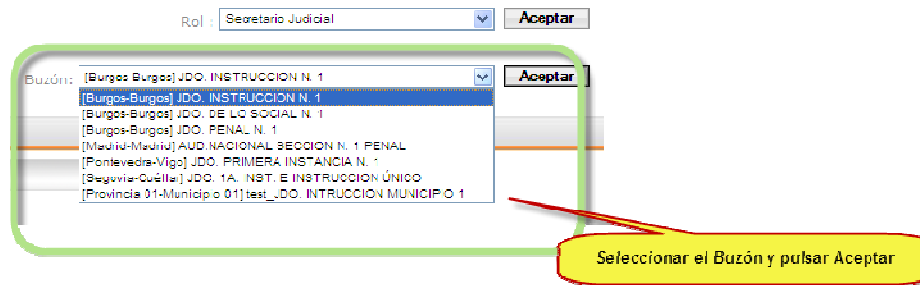 Rol : Secretario Judicial Aceptar
Buzón: [Burgos-Burgos] JDO. INSTRUCCION N. 1 Aceptar
[Burgos-Burgos] JDO. INSTRUCCION N. 1
[Burgos-Burgos] JDO. DE LO SOCIAL N. 1
[Burgos-Burgos] JDO. PENAL N. 1
[Madrid-Madrid] AUD.NACIONAL SECCION N. 1 PENAL
[Pontevedra-Vigo] JDO. PRIMERA INSTANCIA N. 1
[Segovia-Cuéllar] JDO. 1A. INST. E INSTRUCCION ÚNICO
[Provincia 01-Municipio 01] test_JDO. INTRUCCION MUNICIPIO 1
Seleccionar el Buzón y pulsar Aceptar